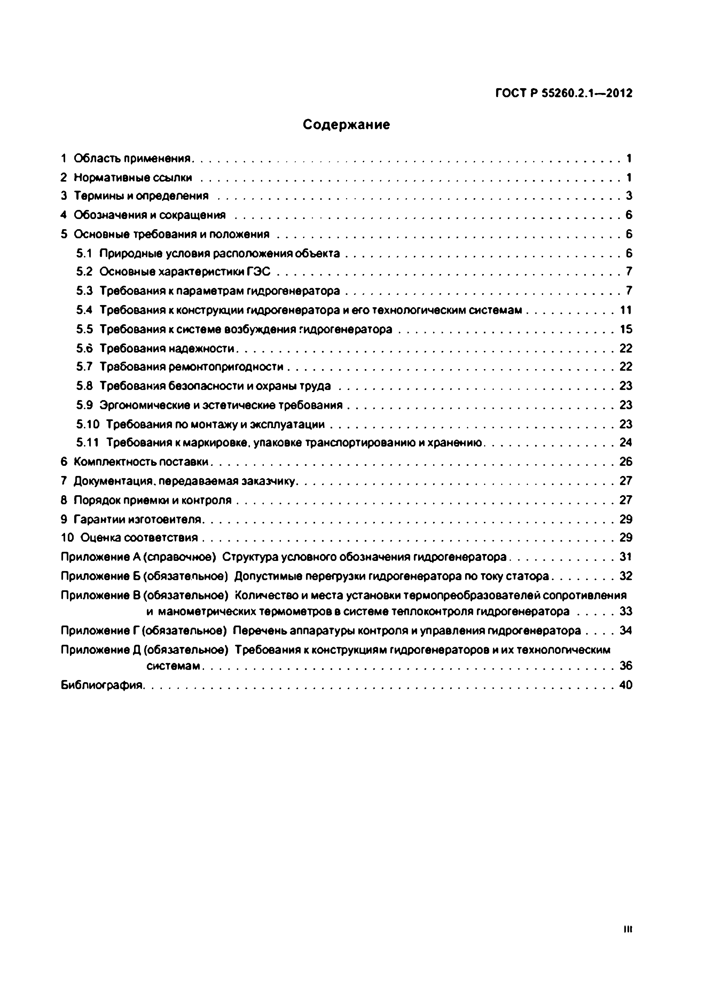 ГОСТ Р 55260.2.1—2012
Содержание
1 Область применения. . . . . . . . . . . . . . . . . . . . 1
2 Нормативные ссылки . . . . . . . . . . . . . . . . . . . . 1
3 Термины и определения . . . . . . . . . . . . . . . . . . . . 3
4 Обозначения и сокращения . . . . . . . . . . . . . . . . . . . . 6
5 Основные требования и положения . . . . . . . . . . . . . . . . . . . . 6
5.1 Природные условия расположения объекта . . . . . . . . . . . . . . . . . . . . 6
5.2 Основные характеристики ГЭС . . . . . . . . . . . . . . . . . . . . 7
5.3 Требования к параметрам гидрогенератора . . . . . . . . . . . . . . . . . . . . 7
5.4 Требования к конструкции гидрогенератора и его технологическим системам . . . . . . . . . . . 11
5.5 Требования к системе возбуждения гидрогенератора . . . . . . . . . . . . . . . . . . . . 15
5.6 Требования надежности. . . . . . . . . . . . . . . . . . . . 22
5.7 Требования ремонтопригодности . . . . . . . . . . . . . . . . . . . . 22
5.8 Требования безопасности и охраны труда . . . . . . . . . . . . . . . . . . . . 23
5.9 Эргономические и эстетические требования . . . . . . . . . . . . . . . . . . . . 23
5.10 Требования по монтажу и эксплуатации . . . . . . . . . . . . . . . . . . . . 23
5.11 Требования к маркировке, упаковке транспортированию и хранению. . . . . . . . . . . . . . . . 24
6 Комплектность поставки. . . . . . . . . . . . . . . . . . . . 26
7 Документация, передаваемая заказчику. . . . . . . . . . . . . . . . . . . . 27
8 Порядок приемки и контроля . . . . . . . . . . . . . . . . . . . . 27
9 Гарантии изготовителя. . . . . . . . . . . . . . . . . . . . 29
10 Оценка соответствия . . . . . . . . . . . . . . . . . . . . 29
Приложение А (справочное) Структура условного обозначения гидрогенератора. . . . . . . . . . . . . 31
Приложение Б (обязательное) Допустимые перегрузки гидрогенератора по току статора. . . . . . . . 32
Приложение В (обязательное) Количество и места установки термопреобразователей сопротивления
и манометрических термометров в системе теплоконтроля гидрогенератора . . . . . 33
Приложение Г (обязательное) Перечень аппаратуры контроля и управления гидрогенератора . . . . 34
Приложение Д (обязательное) Требования к конструкциям гидрогенераторов и их технологическим
системам. . . . . . . . . . . . . . . . . . . . 36
Библиография. . . . . . . . . . . . . . . . . . . . 40
III